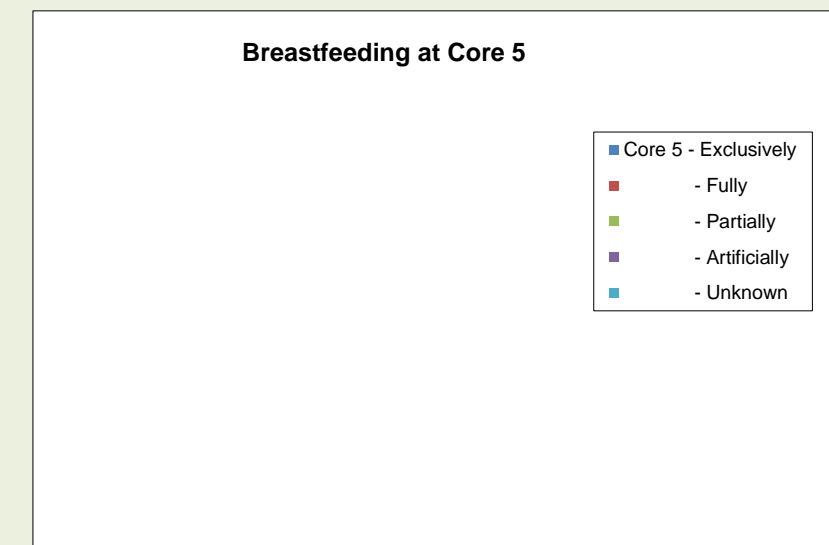 Breastfeeding at Core 5
Core 5 - Exclusively
- Fully
- Partially
- Artificially
- Unknown